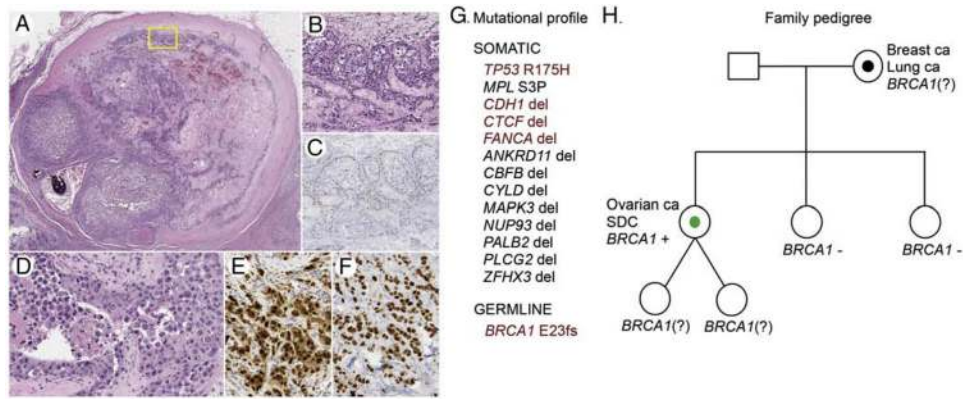 A
B
C
D
E
F
G. Mutational profile
SOMATIC
TP53 R175H
MPL S3P
CDH1 del
CTCF del
FANCA del
ANKRD11 del
CBFB del
CYLD del
MAPK3 del
NUP93 del
PALB2 del
PLCG2 del
ZFHX3 del
GERMLINE
BRCA1 E23fs
H. Family pedigree
Breast ca
Lung ca
BRCA1(?)
Ovarian ca
SDC
BRCA1 +
BRCA1 -
BRCA1 -
BRCA1(?)
BRCA1(?)